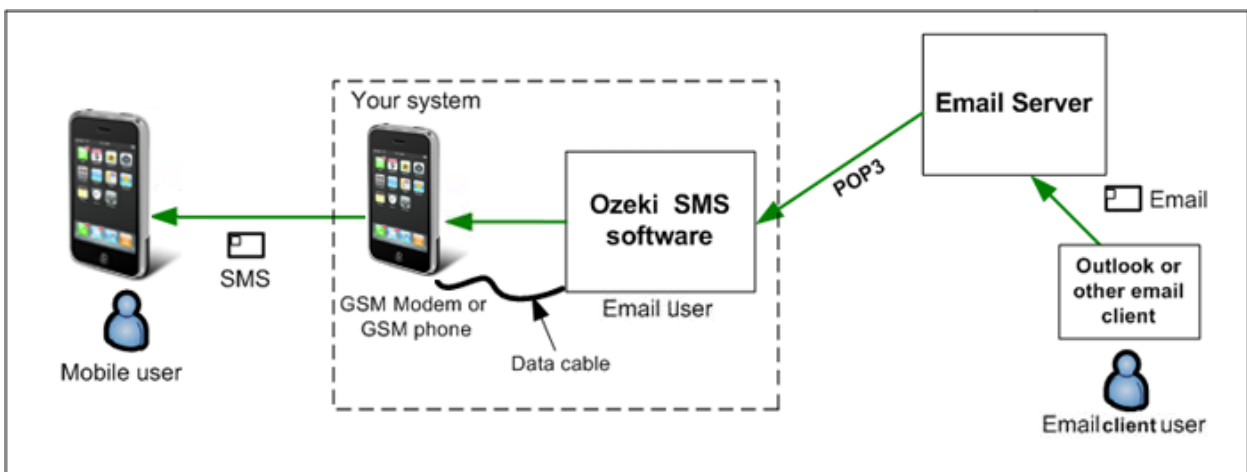 Your system
Email Server
POP3
Email
Ozeki SMS
software
SMS
Outlook or
other email
client
GSM Modem or
GSM phone
Email User
Data cable
Mobile user
Email client user